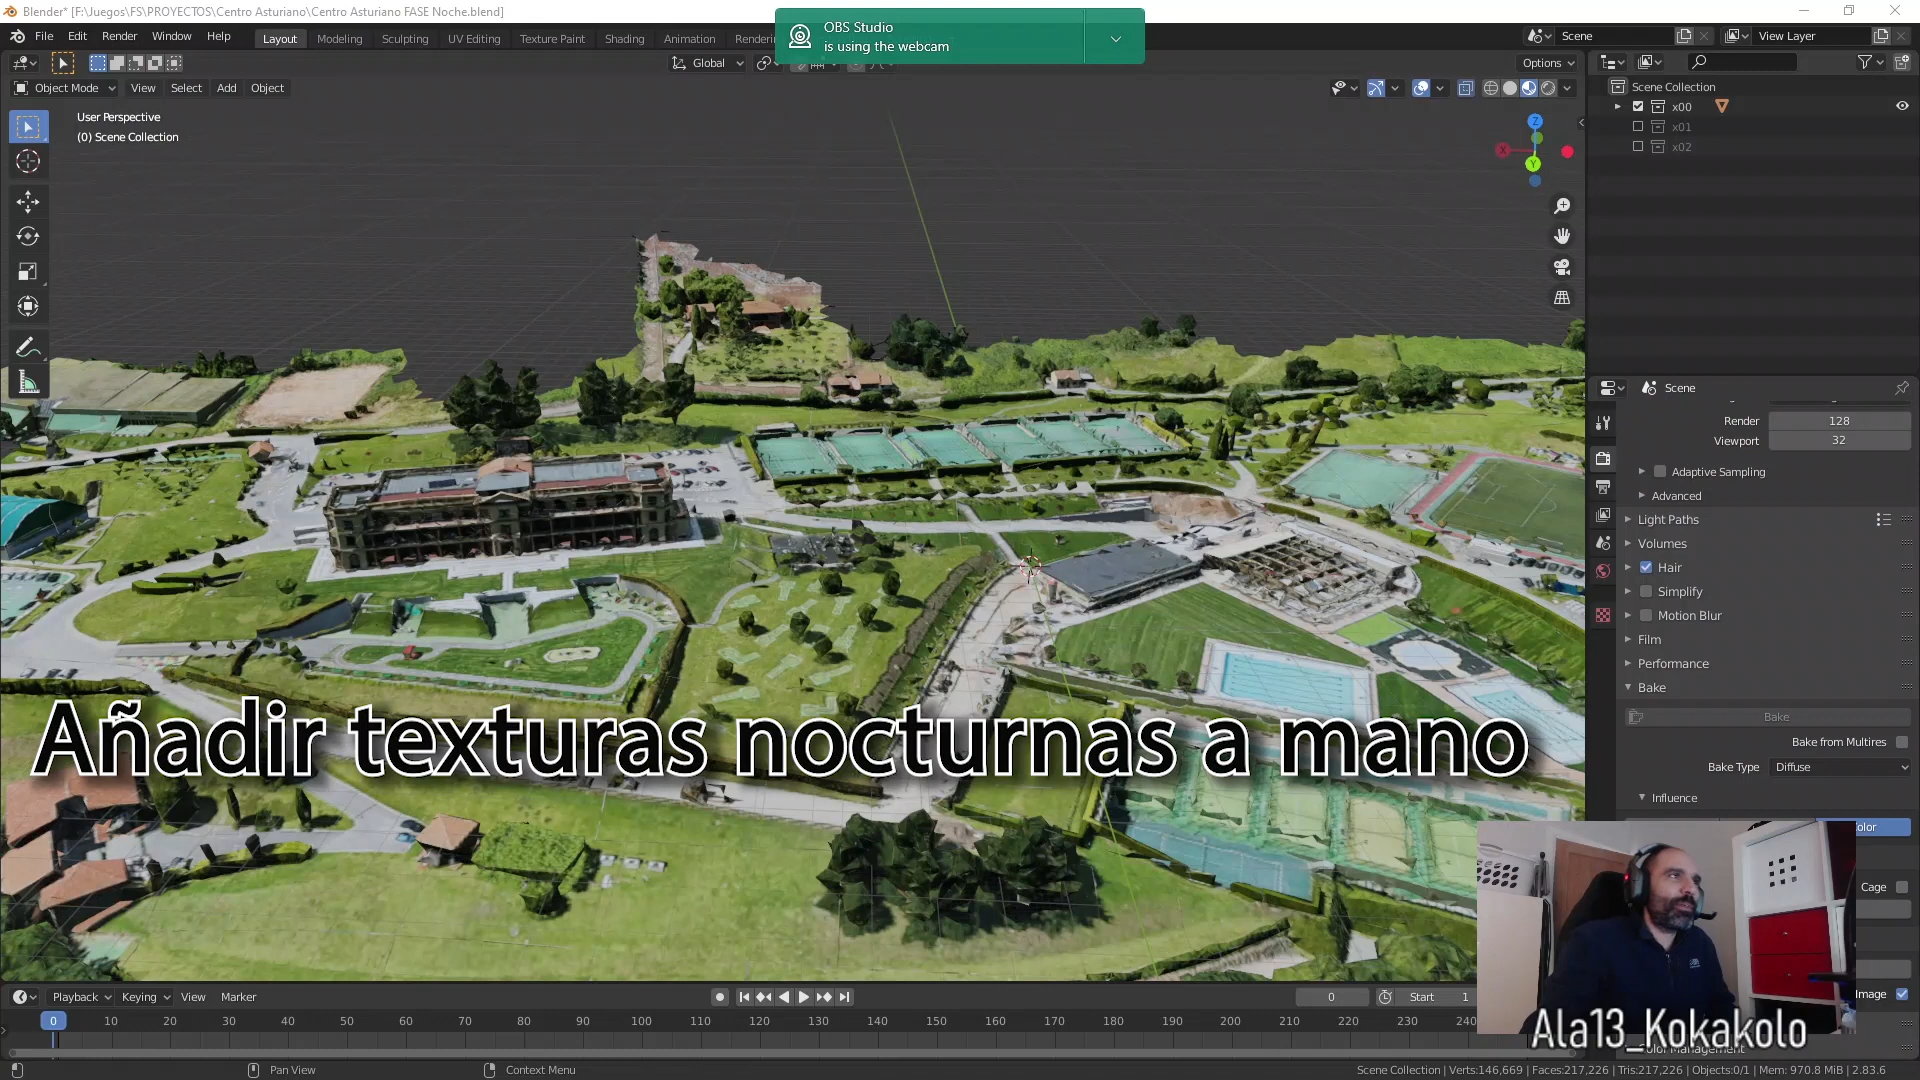 Blender* [F:\Juegos\FS\PROYECTOS\Centro Asturiano\Centro Asturiano FASE Noche.blend]
OBS Studio
is using the webcam
File Edit Render Window Help
Layout Modeling Sculpting UV Editing Texture Paint Shading Animation
Scene
View Layer
Global
Options
Object Mode View Select Add Object
User Perspective
(0) Scene Collection
Z
X
Y
Scene Collection
x00
x01
x02
Scene
Render 128
Viewport 32
Adaptive Sampling
Advanced
Light Paths
Volumes
Hair
Simplify
Motion Blur
Film
Performance
Bake
Bake
Bake from Multires
Bake Type Diffuse
Influence
Cage
Image
Añadir texturas nocturnas a mano
Ala13_Kokakolo
Playback Keying View Marker
0
Start 1
0 10 20 30 40 50 60 70 80 90 100 110 120 130 140 150 160 170 180 190 200 210 220 230
Pan View
Context Menu
Scene Collection | Verts:146,669 | Faces:217,226 | Tris:217,226 | Objects:0/1 | Mem: 970.8 MiB | 2.83.6